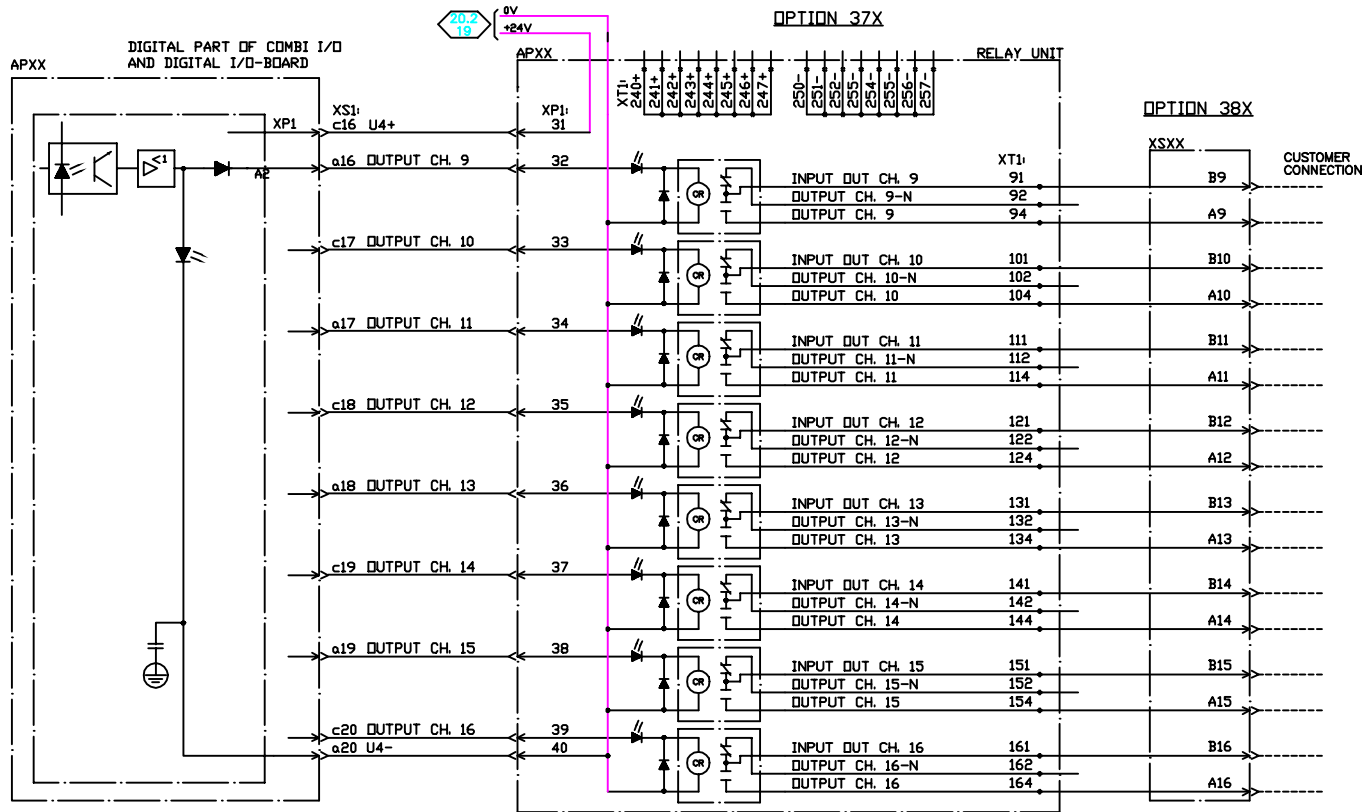 20.2
19
0V
+24V
OPTION 37X
DIGITAL PART OF COMBI I/O
AND DIGITAL I/O-BOARD
APXX
APXX
RELAY UNIT
XT1:
240+
241+
242+
243+
244+
245+
246+
247+
250-
251-
252-
255-
254-
255-
256-
257-
OPTION 38X
XS1:
XP1:
XP1
c16 U4+
31
XSXX
CUSTOMER
CONNECTION
<1
A2
a16 OUTPUT CH. 9
32
XT1:
CR
INPUT OUT CH. 9
91
B9
OUTPUT CH. 9-N
92
OUTPUT CH. 9
94
A9
c17 OUTPUT CH. 10
33
CR
INPUT OUT CH. 10
101
B10
OUTPUT CH. 10-N
102
OUTPUT CH. 10
104
A10
a17 OUTPUT CH. 11
34
CR
INPUT OUT CH. 11
111
B11
OUTPUT CH. 11-N
112
OUTPUT CH. 11
114
A11
c18 OUTPUT CH. 12
35
CR
INPUT OUT CH. 12
121
B12
OUTPUT CH. 12-N
122
OUTPUT CH. 12
124
A12
a18 OUTPUT CH. 13
36
CR
INPUT OUT CH. 13
131
B13
OUTPUT CH. 13-N
132
OUTPUT CH. 13
134
A13
c19 OUTPUT CH. 14
37
CR
INPUT OUT CH. 14
141
B14
OUTPUT CH. 14-N
142
OUTPUT CH. 14
144
A14
a19 OUTPUT CH. 15
38
CR
INPUT OUT CH. 15
151
B15
OUTPUT CH. 15-N
152
OUTPUT CH. 15
154
A15
c20 OUTPUT CH. 16
39
a20 U4-
40
CR
INPUT OUT CH. 16
161
B16
OUTPUT CH. 16-N
162
OUTPUT CH. 16
164
A16